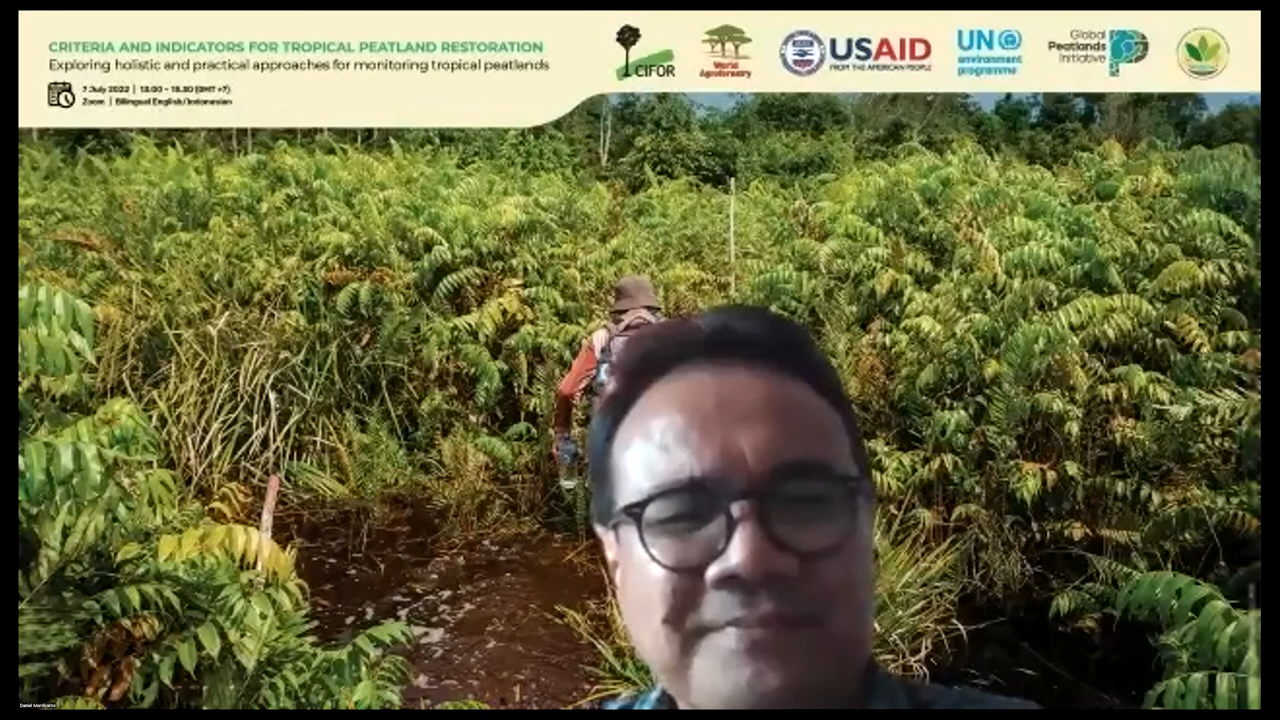 CRITERIA AND INDICATORS FOR TROPICAL PEATLAND RESTORATION
Exploring holistic and practical approaches for monitoring tropical peatlands
7 July 2022 | 13.00 - 15.30 (GMT +7)
Zoom | Bilingual English/Indonesian
CIFOR
World
Agroforestry
USAID
FROM THE AMERICAN PEOPLE
UN
environment
programme
Global
Peatlands
Initiative
Daniel Murdiyarso